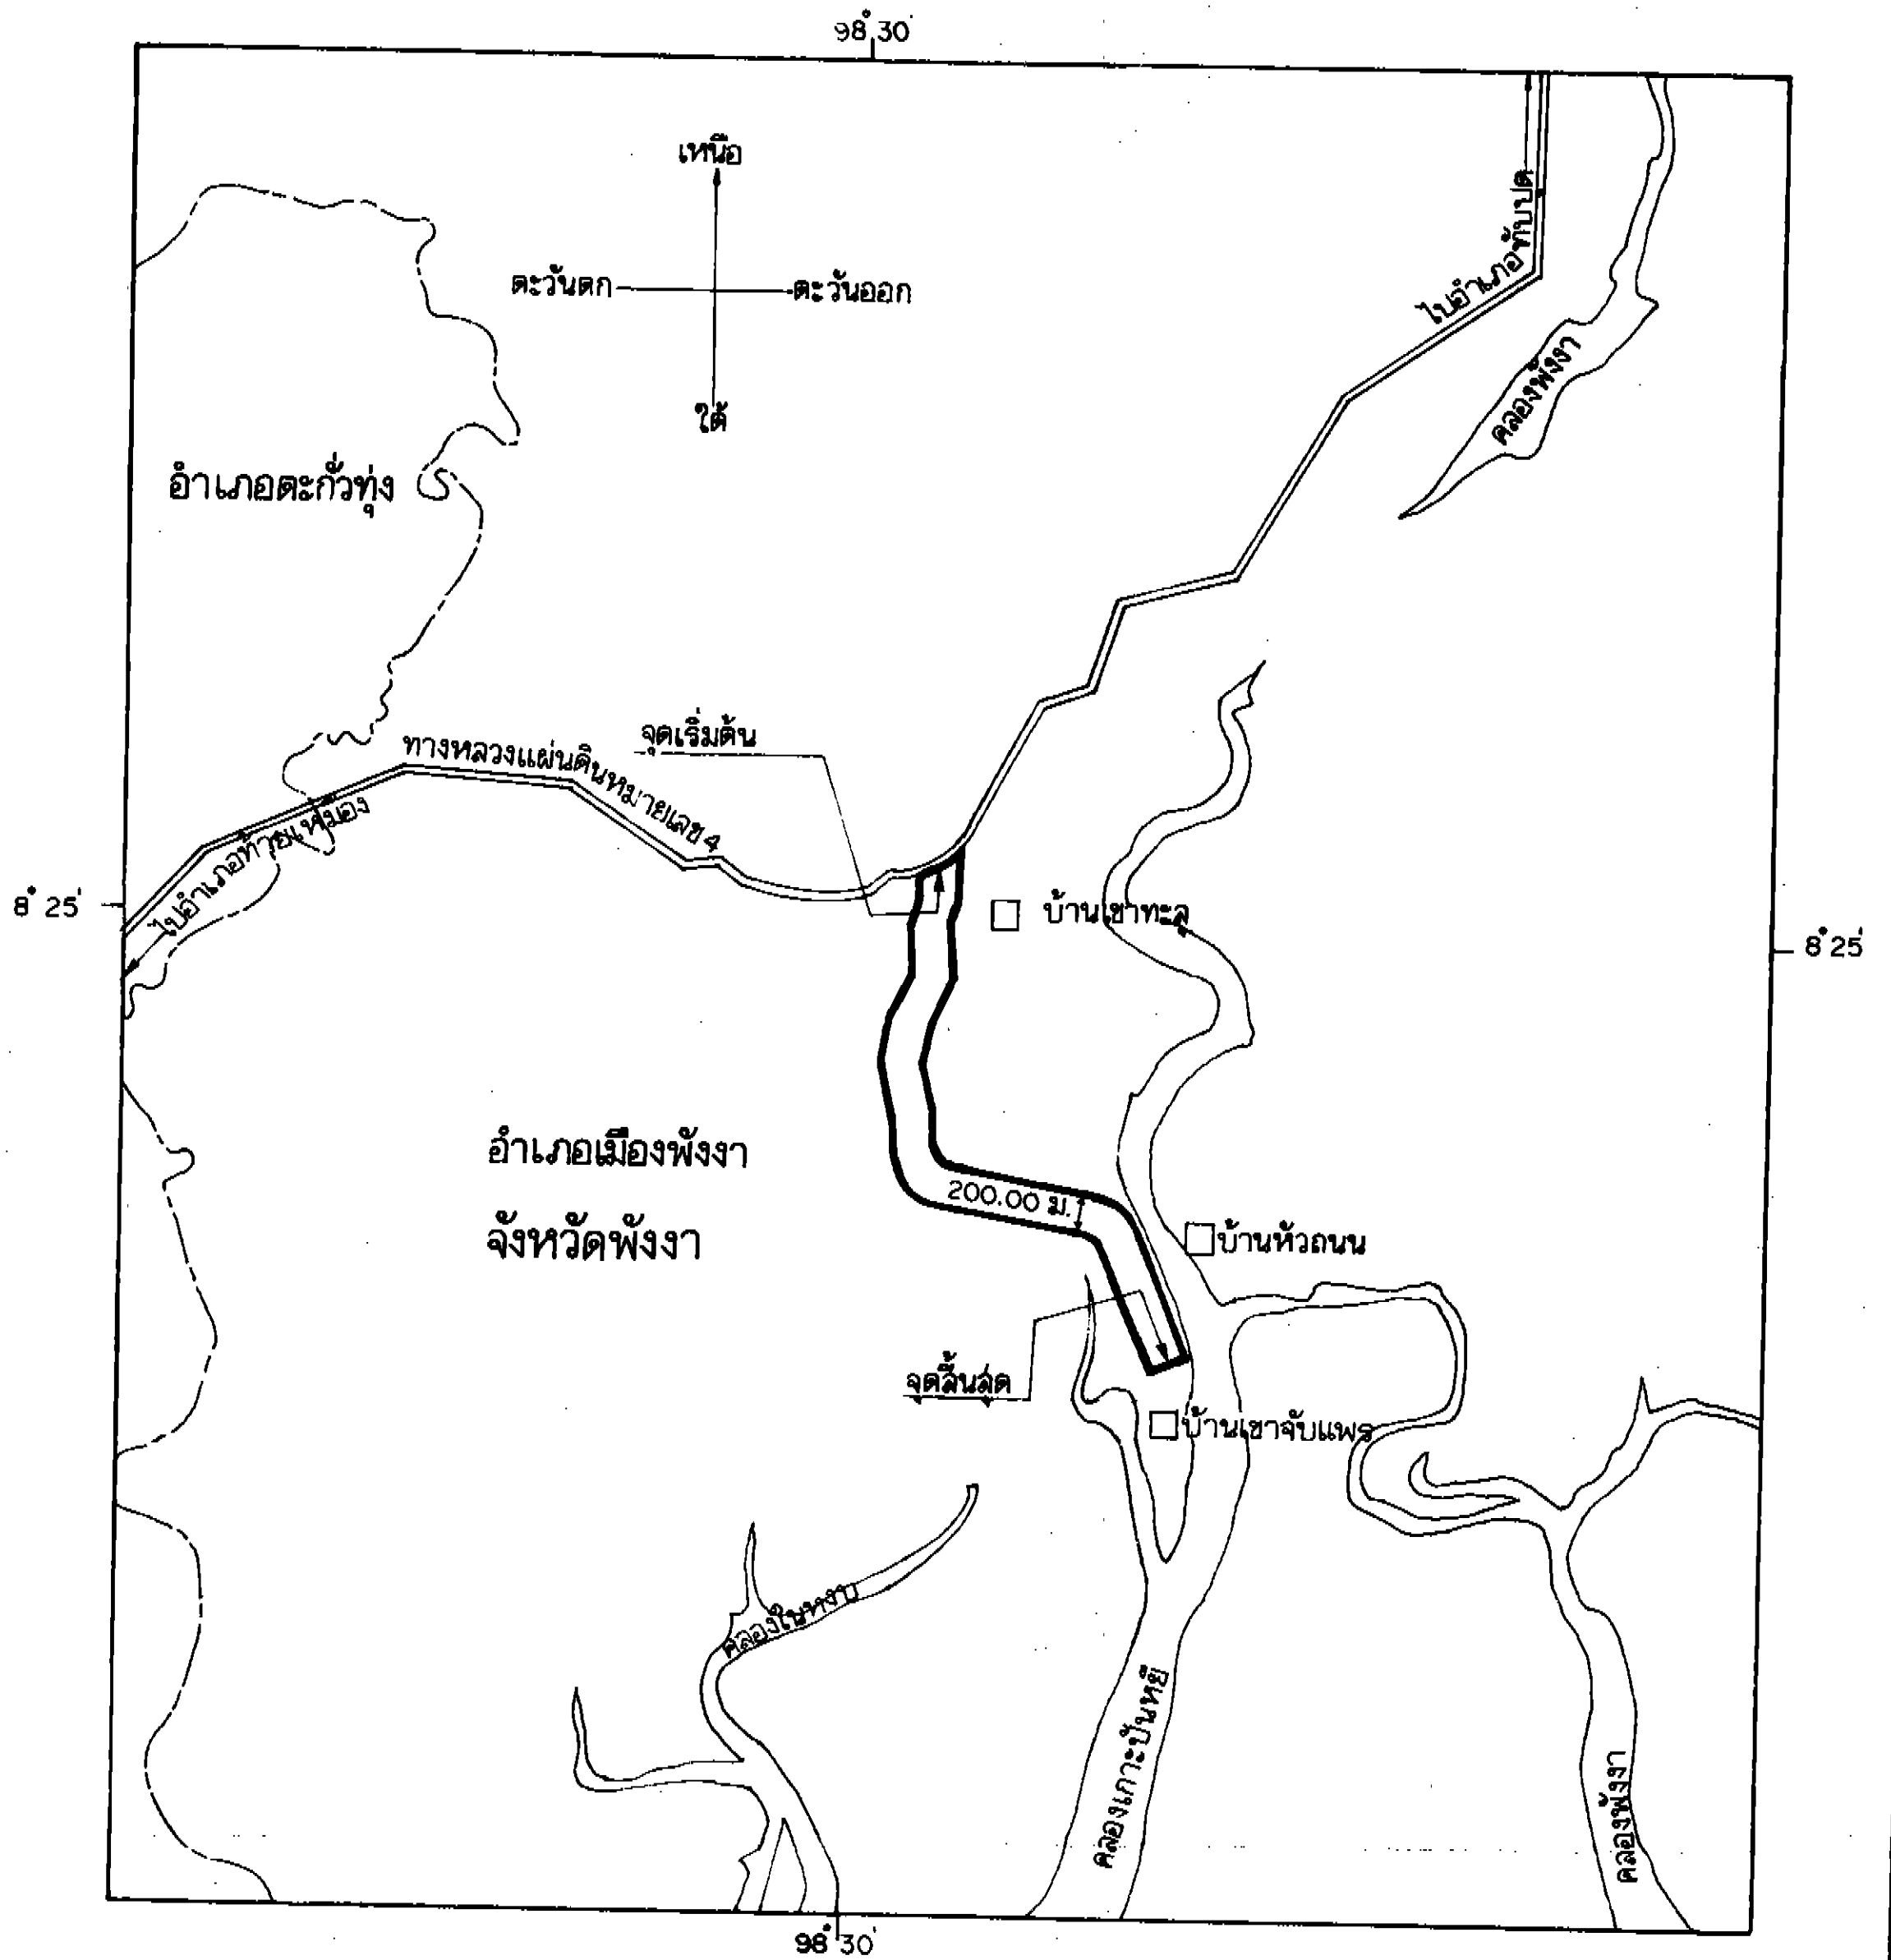 98°30'
เหนือ
ตะวันตก
ตะวันออก
ใต้
ไปอำเภอทับปุด
คลองพังงา
อำเภอตะกั่วทุ่ง
จุดเริ่มต้น
ทางหลวงแผ่นดินหมายเลข 4
ไปอำเภอท้ายเหมือง
8°25'
บ้านเขาทะลุ
8°25'
อำเภอเมืองพังงา
200.00 ม.
จังหวัดพังงา
บ้านหัวถนน
จุดสิ้นสุด
บ้านเขาจับแพร
คลองในหงบ
คลองเกาะปันหยี
คลองพังงา
98°30'